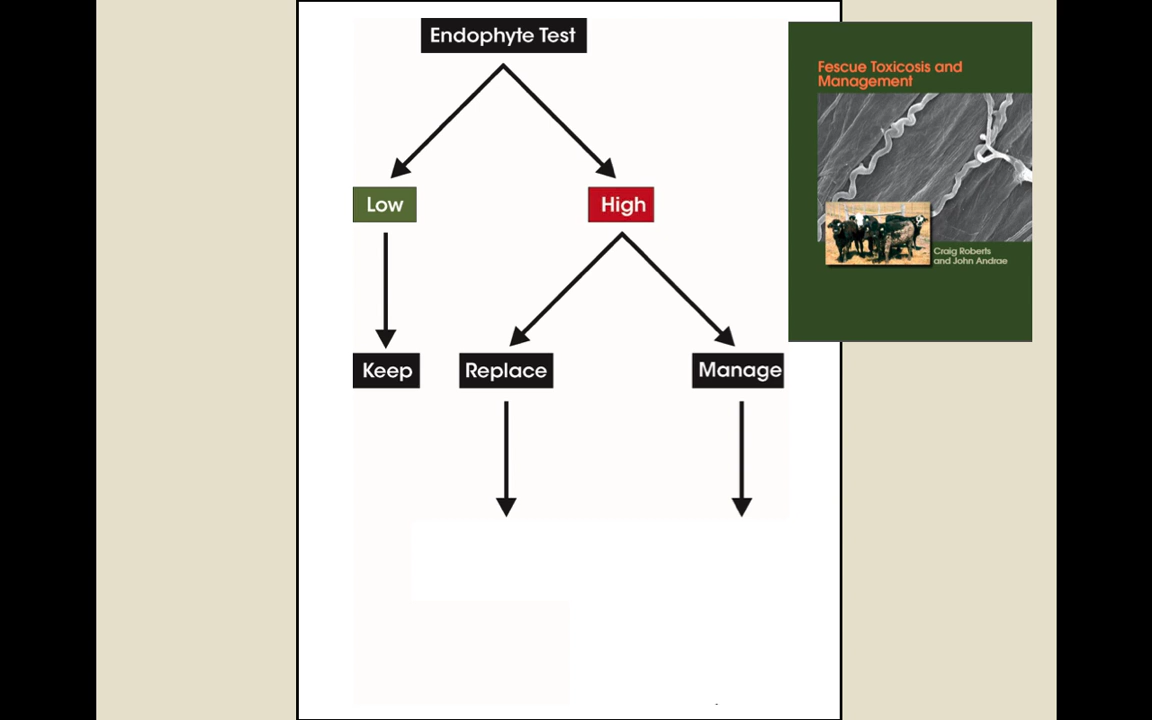 Endophyte Test
Low
High
Keep
Replace
Manage
Fescue Toxicosis and
Management
Craig Roberts
and John Andrae